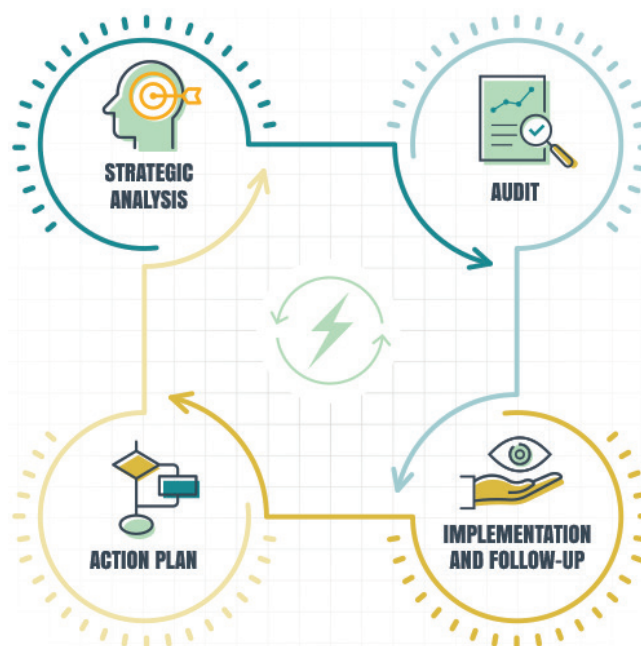 STRATEGIC
ANALYSIS
AUDIT
ACTION PLAN
IMPLEMENTATION
AND FOLLOW-UP